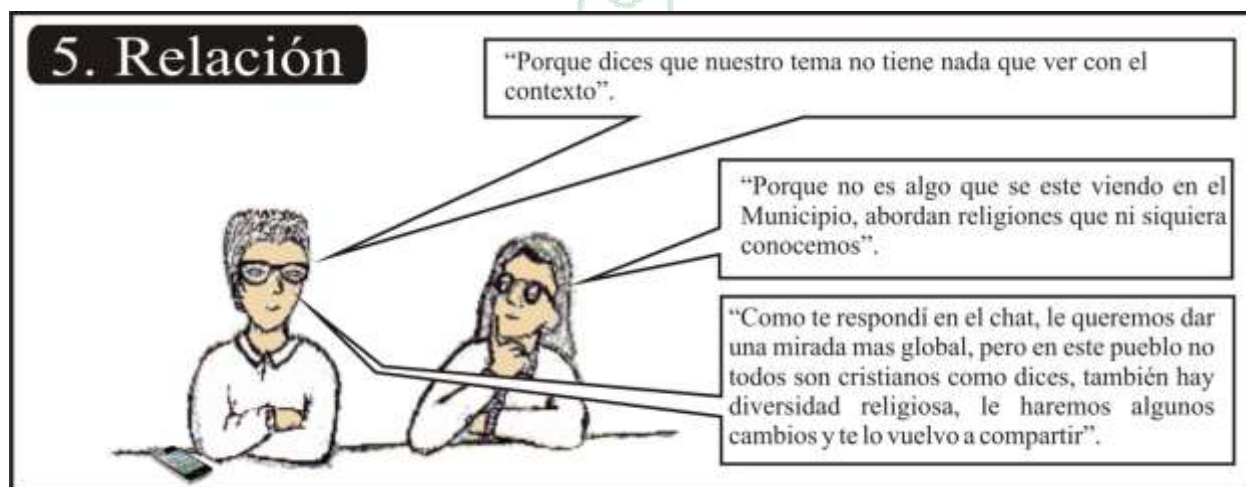 5. Relación
“Porque dices que nuestro tema no tiene nada que ver con el
contexto”.
“Porque no es algo que se este viendo en el
Municipio, abordan religiones que ni siquiera
conocemos”.
“Como te respondí en el chat, le queremos dar
una mirada mas global, pero en este pueblo no
todos son cristianos como dices, también hay
diversidad religiosa, le haremos algunos
cambios y te lo vuelvo a compartir”.